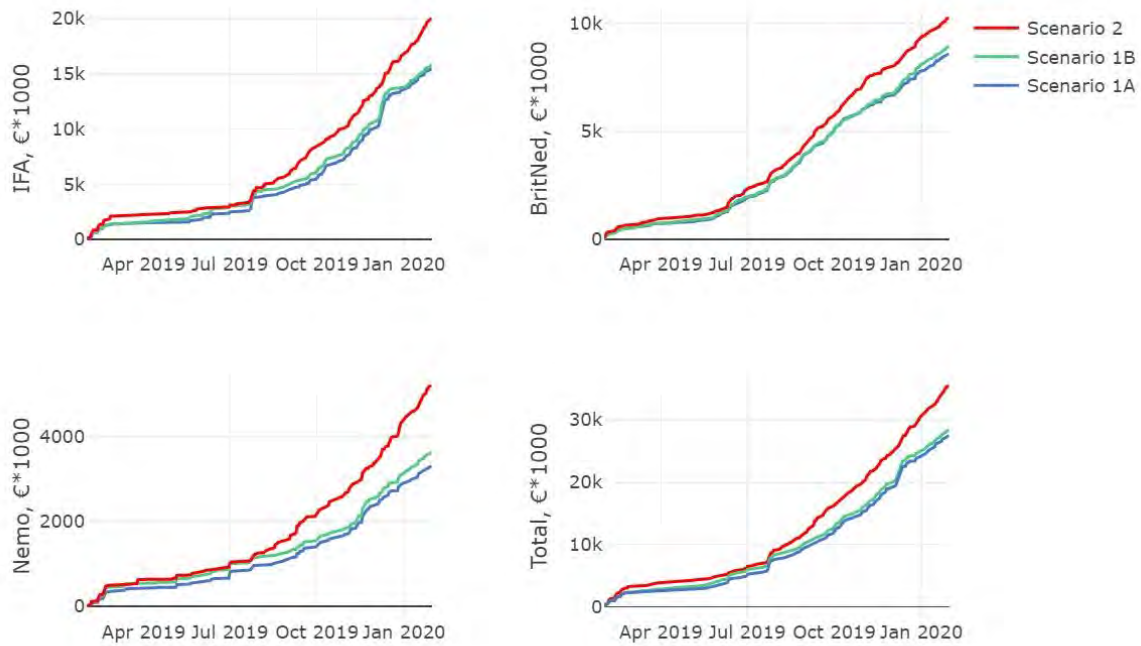 IFA, €*1000
20k
15k
10k
5k
0
Apr 2019 Jul 2019 Oct 2019 Jan 2020
BritNed, €*1000
10k
5k
0
Apr 2019 Jul 2019 Oct 2019 Jan 2020
Scenario 2
Scenario 1B
Scenario 1A
Nemo, €*1000
4000
2000
0
Apr 2019 Jul 2019 Oct 2019 Jan 2020
Total, €*1000
30k
20k
10k
0
Apr 2019 Jul 2019 Oct 2019 Jan 2020